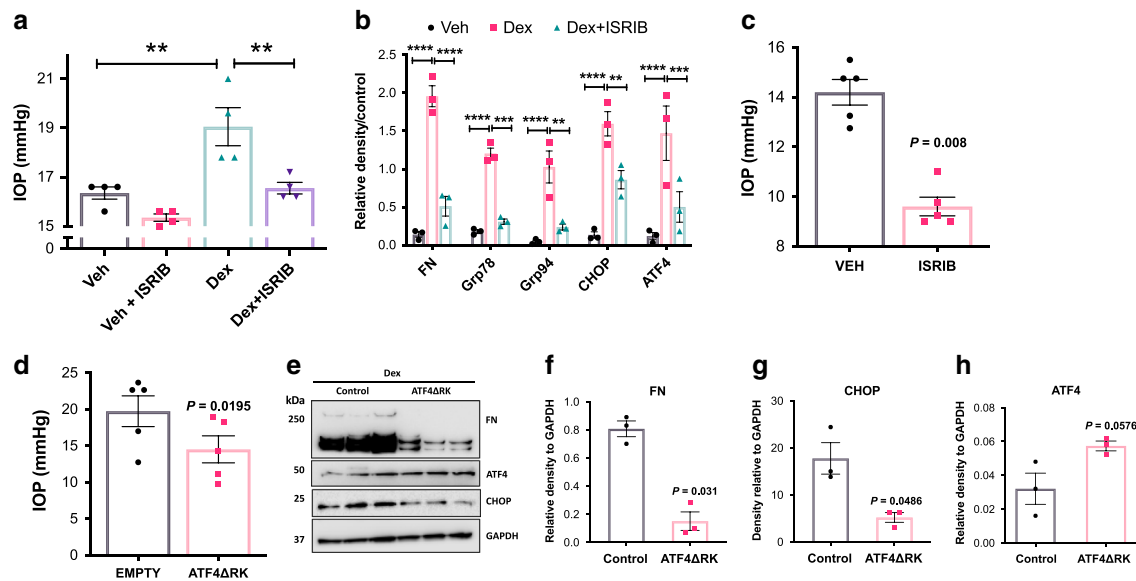 a
IOP (mmHg)
21
19
16
15
0
**
**
Veh
Veh + ISRIB
Dex
Dex+ISRIB
b
Veh Dex Dex+ISRIB
Relative density/control
2.5
2.0
1.5
1.0
0.5
0.0
**** ****
**** ***
**** **
**** **
**** ***
FN
Grp78
Grp94
CHOP
ATF4
c
IOP (mmHg)
16
14
12
10
8
P = 0.008
VEH ISRIB
d
IOP (mmHg)
25
20
15
10
5
0
P = 0.0195
EMPTY ATF4ΔRK
e
Dex
kDa Control ATF4ΔRK
250
FN
50
ATF4
25
CHOP
37
GAPDH
f
FN
Relative density to GAPDH
1.0
0.8
0.6
0.4
0.2
0.0
P = 0.031
Control ATF4ΔRK
g
CHOP
Density relative to GAPDH
30
20
10
0
P = 0.0486
Control ATF4ΔRK
h
ATF4
Relative density to GAPDH
0.08
0.06
0.04
0.02
0.00
P = 0.0576
Control ATF4ΔRK